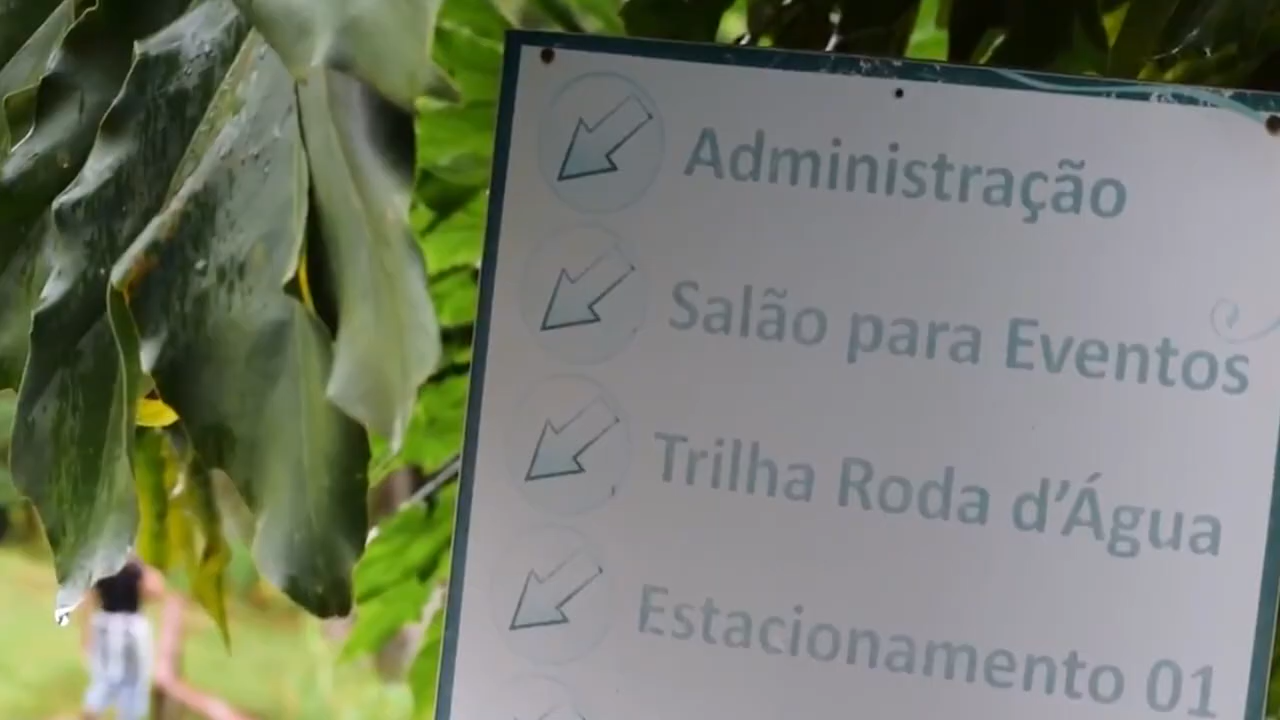 Administração
Salão para Eventos
Trilha Roda d'Água
Estacionamento 01